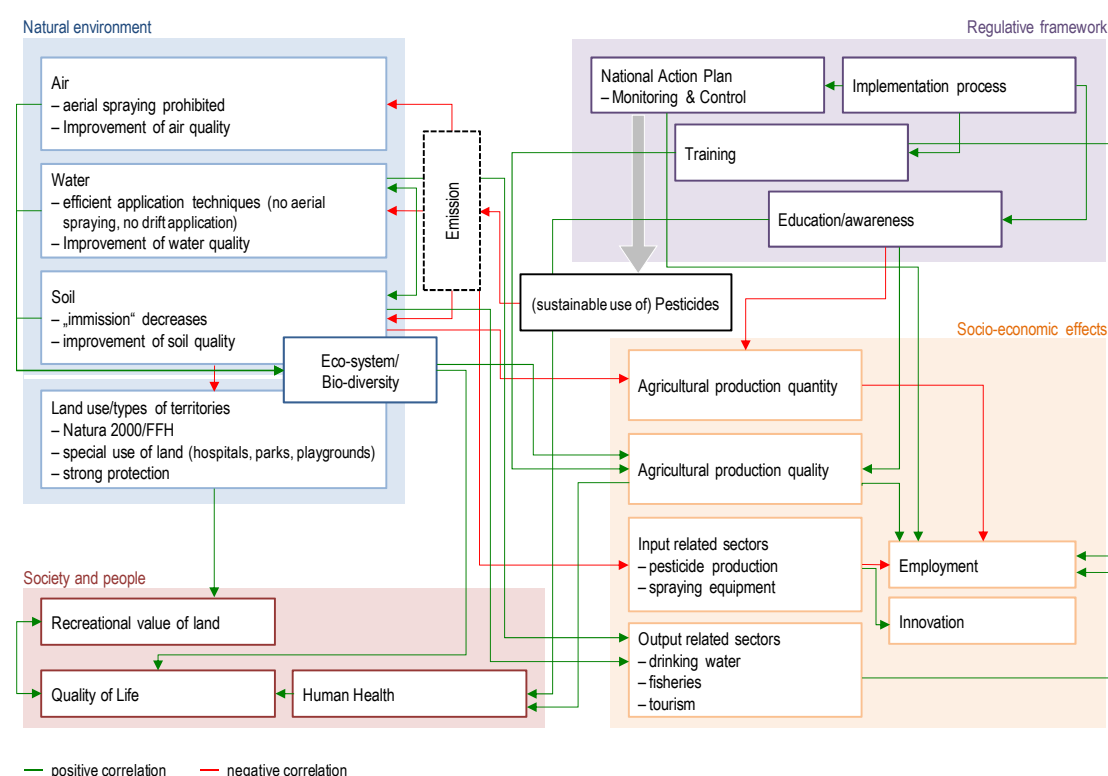 Natural environment
Regulative framework
Air
– aerial spraying prohibited
– Improvement of air quality
National Action Plan
– Monitoring & Control
Implementation process
Training
Water
– efficient application techniques (no aerial
spraying, no drift application)
– Improvement of water quality
Emission
Education/awareness
Soil
– „immission“ decreases
– improvement of soil quality
(sustainable use of) Pesticides
Socio-economic effects
Eco-system/
Bio-diversity
Agricultural production quantity
Land use/types of territories
– Natura 2000/FFH
– special use of land (hospitals, parks, playgrounds)
– strong protection
Agricultural production quality
Input related sectors
– pesticide production
– spraying equipment
Employment
Society and people
Recreational value of land
Innovation
Output related sectors
– drinking water
– fisheries
– tourism
Quality of Life
Human Health
positive correlation
negative correlation